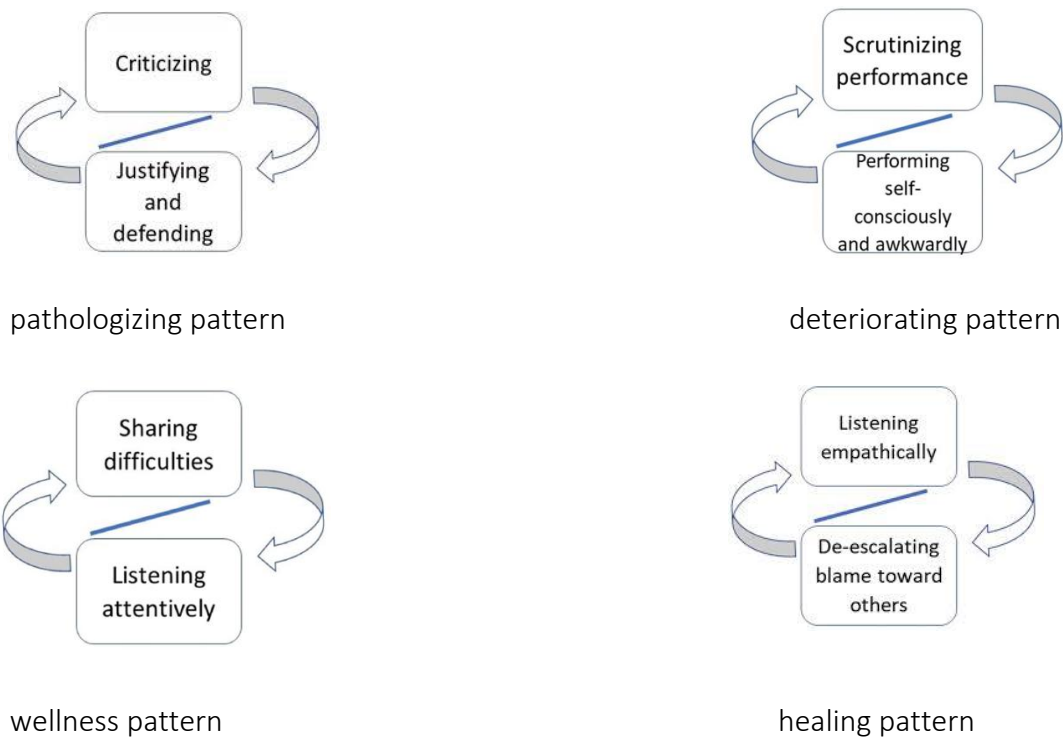 Criticizing
Justifying
and
defending
pathologizing pattern
Scrutinizing
performance
Performing
self-
consciously
and awkwardly
deteriorating pattern
Sharing
difficulties
Listening
attentively
wellness pattern
Listening
empathically
De-escalating
blame toward
others
healing pattern